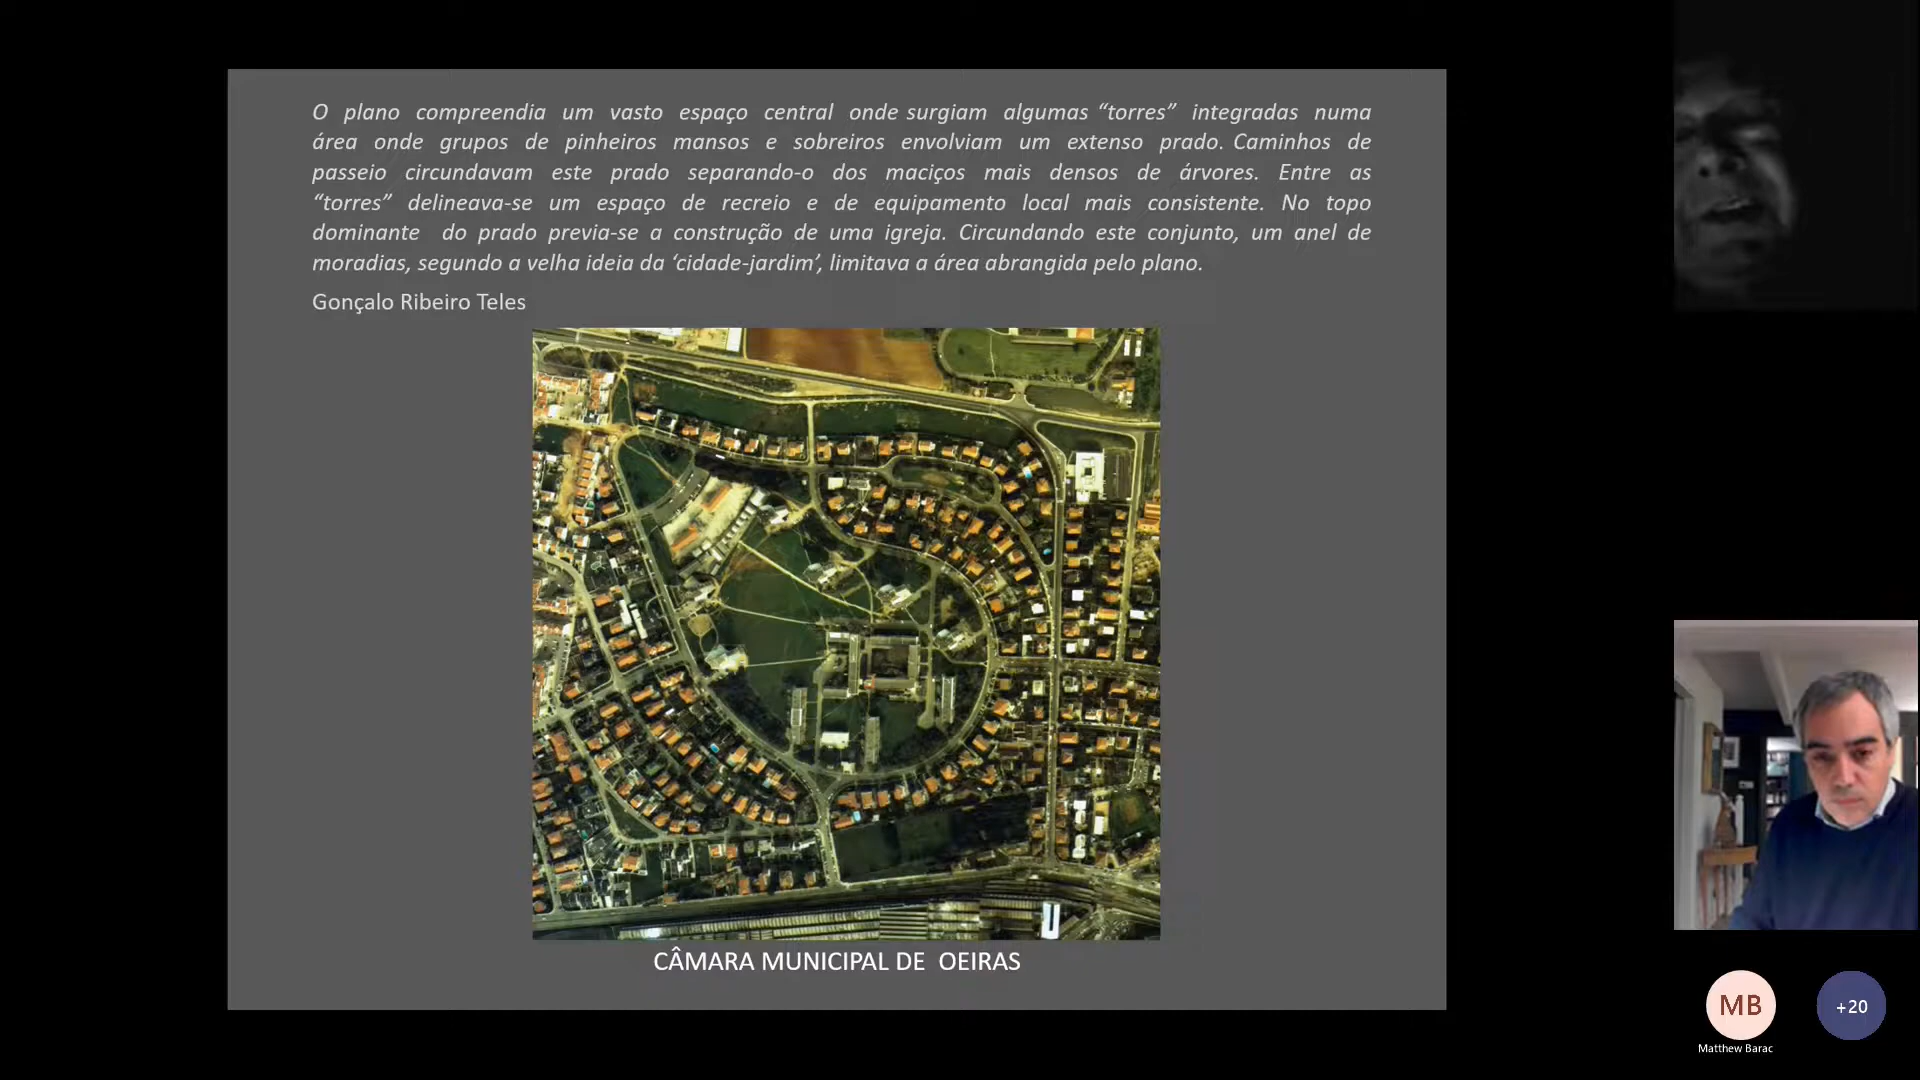 O plano compreendia um vasto espaço central onde surgiam algumas “torres” integradas numa
área onde grupos de pinheiros mansos e sobreiros envolviam um extenso prado. Caminhos de
passeio circundavam este prado separando-o dos maciços mais densos de árvores. Entre as
“torres” delineava-se um espaço de recreio e de equipamento local mais consistente. No topo
dominante do prado previa-se a construção de uma igreja. Circundando este conjunto, um anel de
moradias, segundo a velha ideia da ‘cidade-jardim’, limitava a área abrangida pelo plano.
Gonçalo Ribeiro Teles
CÂMARA MUNICIPAL DE OEIRAS
MB
+20
Matthew Barac